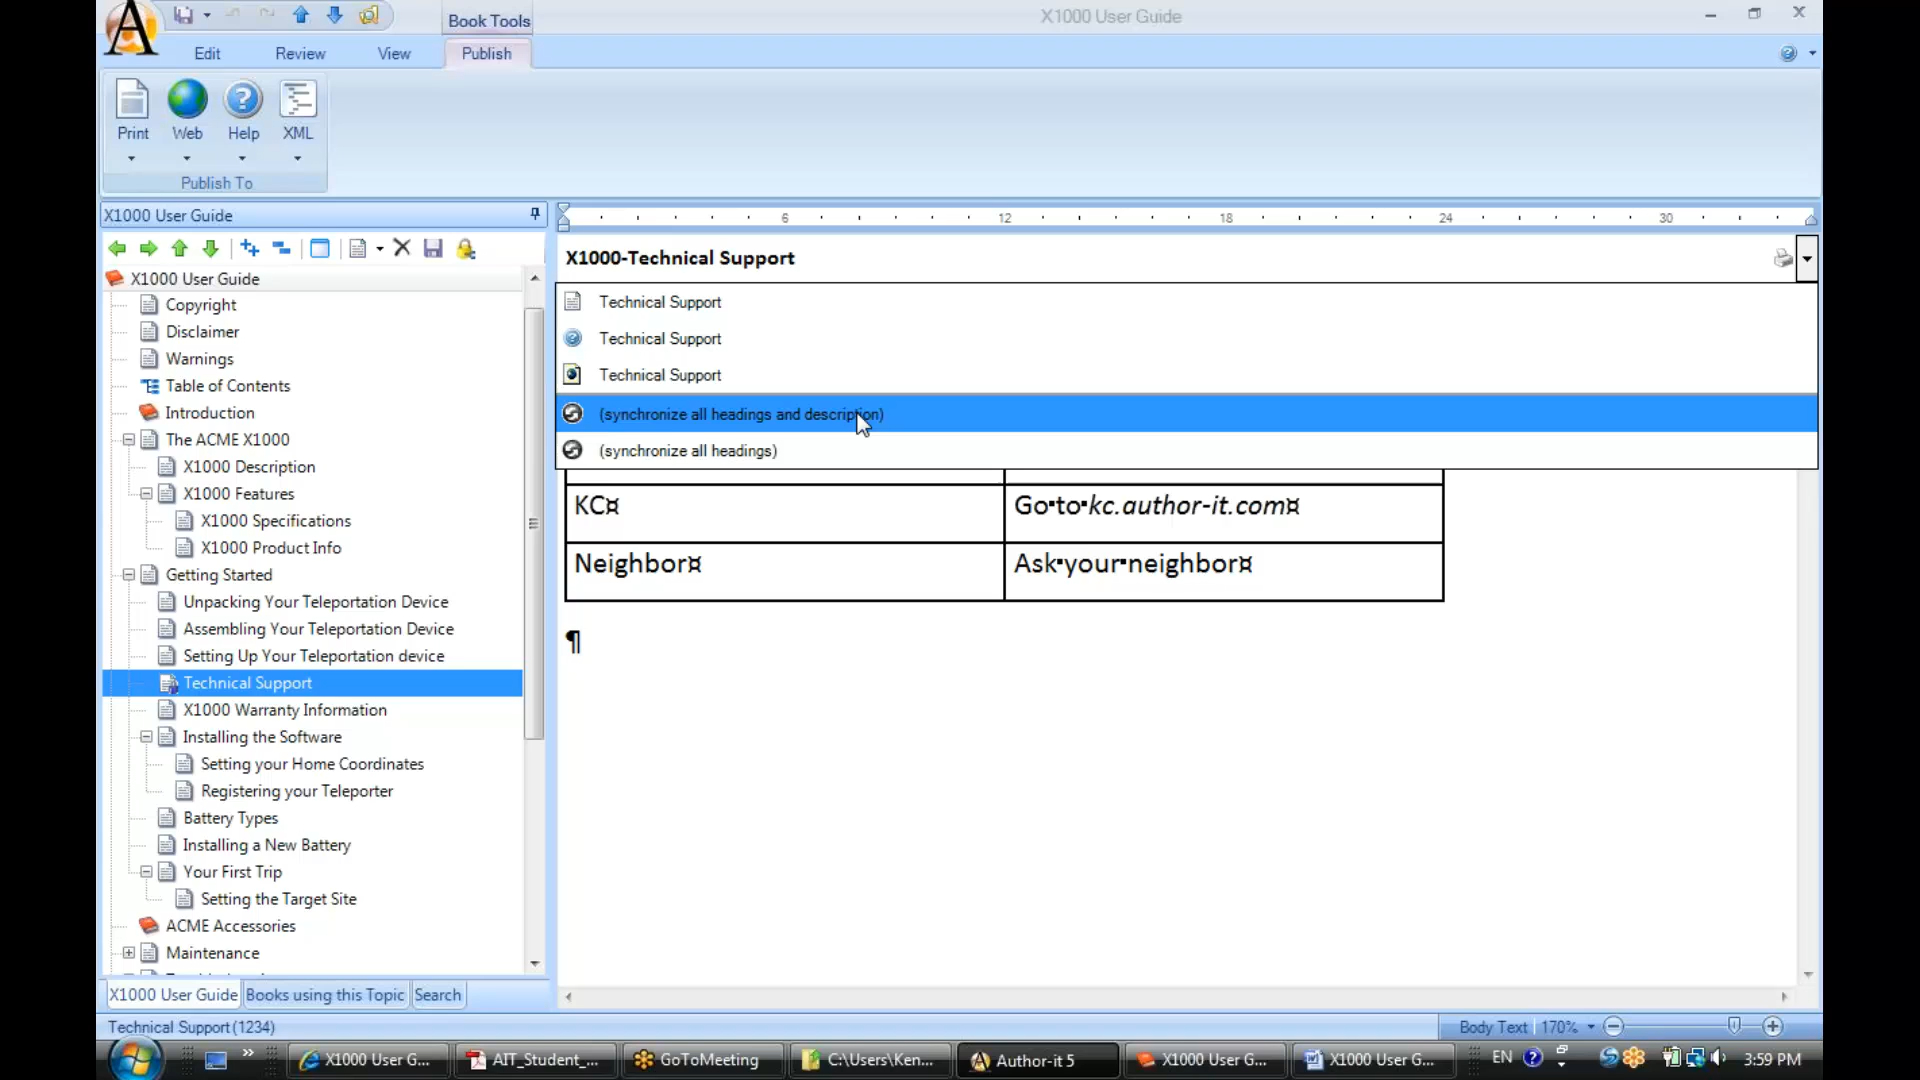 Book Tools
X1000 User Guide
Edit Review View Publish
Print Web Help XML
Publish To
X1000 User Guide
6 12 18 24 30
X1000 User Guide
Copyright
Disclaimer
Warnings
Table of Contents
Introduction
The ACME X1000
X1000 Description
X1000 Features
X1000 Specifications
X1000 Product Info
Getting Started
Unpacking Your Teleportation Device
Assembling Your Teleportation Device
Setting Up Your Teleportation device
Technical Support
X1000 Warranty Information
Installing the Software
Setting your Home Coordinates
Registering your Teleporter
Battery Types
Installing a New Battery
Your First Trip
Setting the Target Site
ACME Accessories
Maintenance
X1000 User Guide Books using this Topic Search
X1000-Technical Support
Technical Support
Technical Support
Technical Support
(synchronize all headings and description)
(synchronize all headings)
KC¤ Go·to·kc.author-it.com¤
Neighbor¤ Ask·your·neighbor¤
¶
Technical Support (1234) Body Text 170%
X1000 User G... AIT_Student_... GoToMeeting C:\Users\Ken... Author-it 5 X1000 User G... X1000 User G... EN 3:59 PM